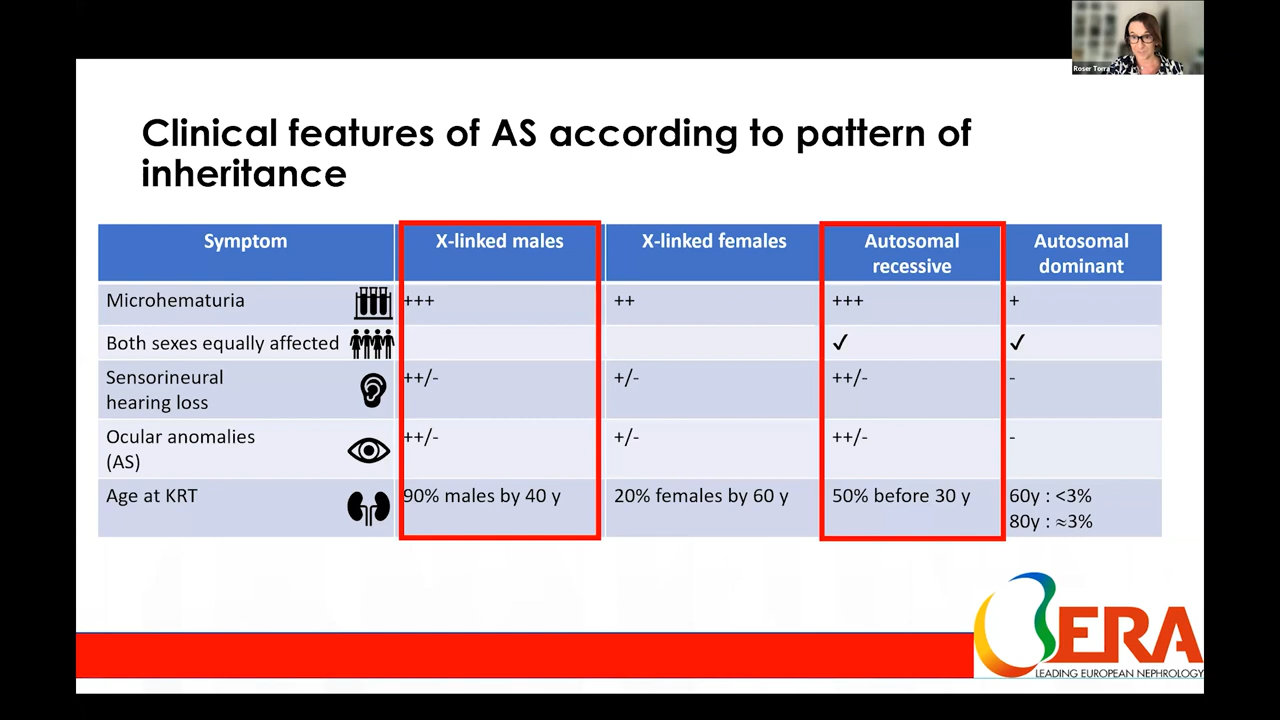 Roser Torra
Clinical features of AS according to pattern of
inheritance
Symptom
X-linked males
X-linked females
Autosomal
recessive
Autosomal
dominant
Microhematuria
+++
++
+++
+
Both sexes equally affected
✓
✓
Sensorineural
hearing loss
++/-
+/-
++/-
-
Ocular anomalies
(AS)
++/-
+/-
++/-
-
Age at KRT
90% males by 40 y
20% females by 60 y
50% before 30 y
60y : <3%
80y : ≈3%
ERA
LEADING EUROPEAN NEPHROLOGY